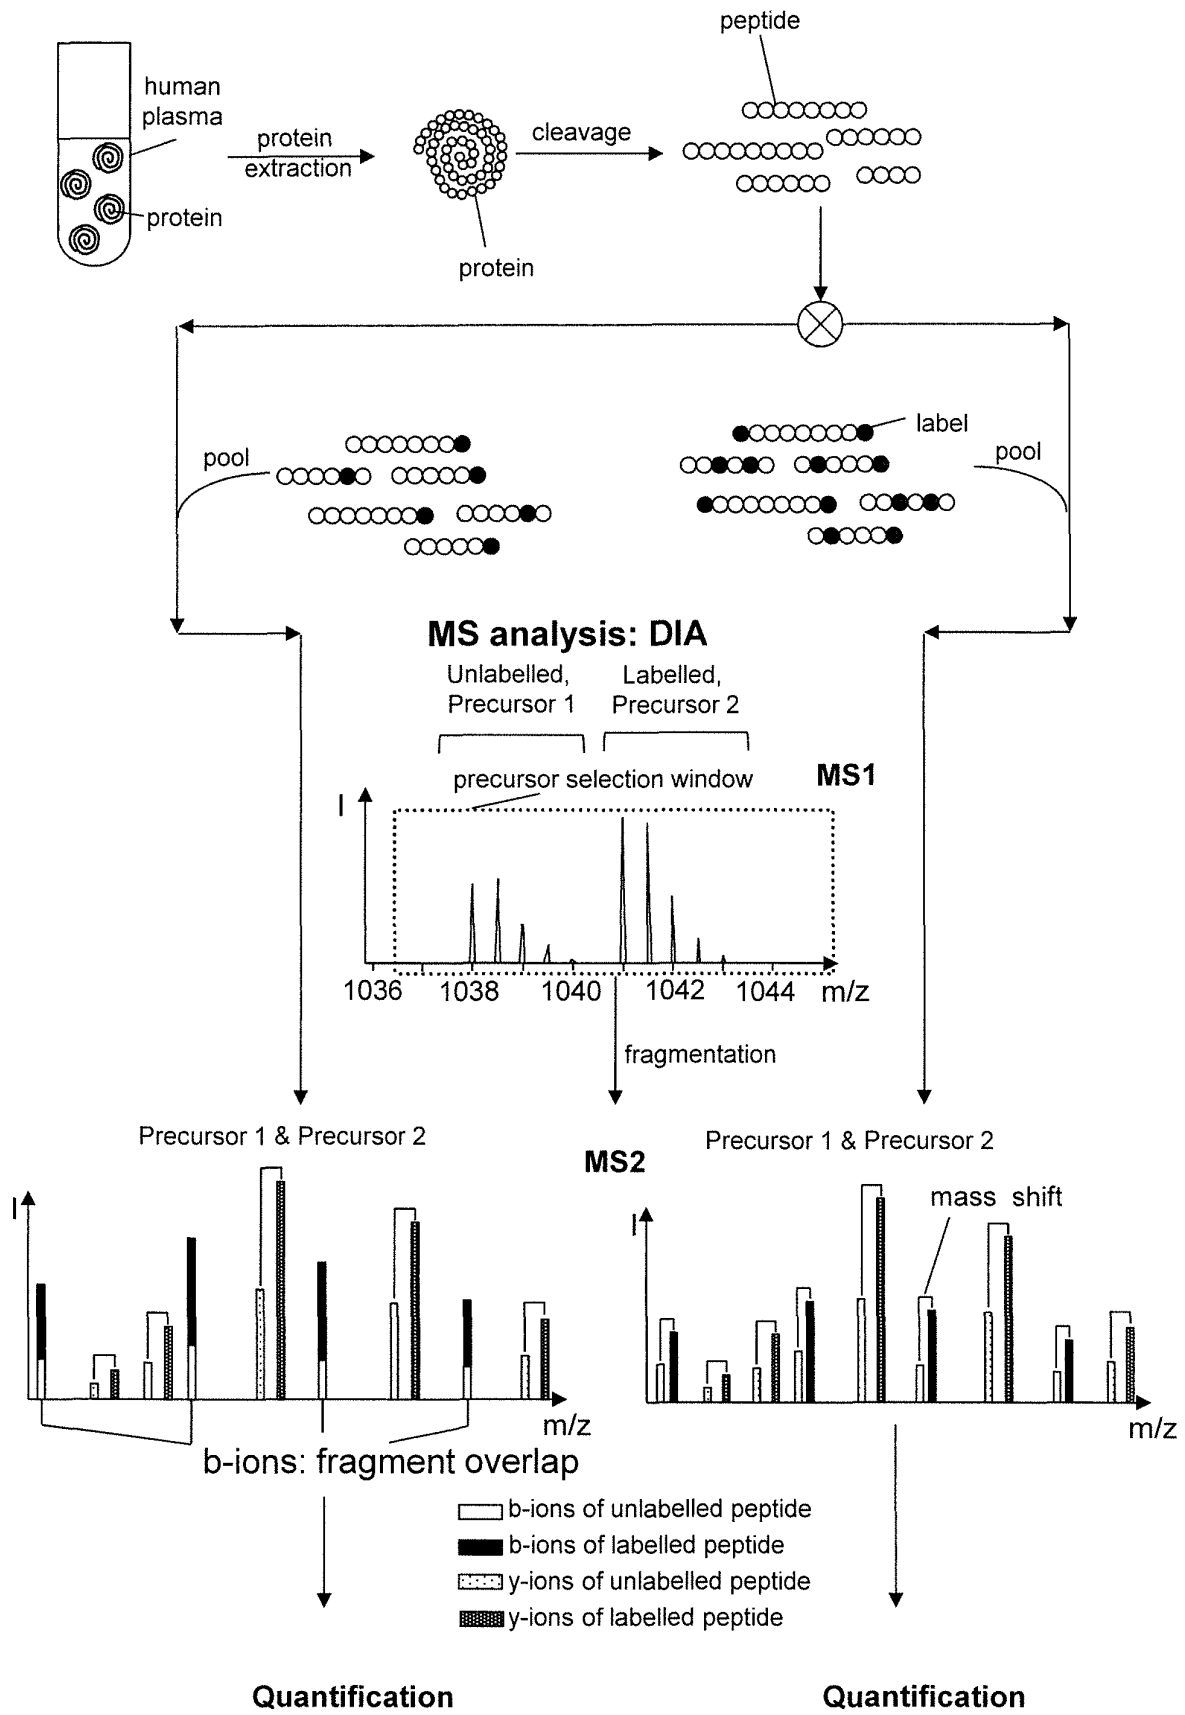 peptide
human
plasma
protein
extraction
cleavage
protein
protein
label
pool
pool
MS analysis: DIA
Unlabelled,
Precursor 1
Labelled,
Precursor 2
precursor selection window
MS1
I
1036 1038 1040 1042 1044 m/z
fragmentation
Precursor 1 & Precursor 2
Precursor 1 & Precursor 2
MS2
mass shift
I
I
m/z
m/z
b-ions: fragment overlap
b-ions of unlabelled peptide
b-ions of labelled peptide
y-ions of unlabelled peptide
y-ions of labelled peptide
Quantification
Quantification